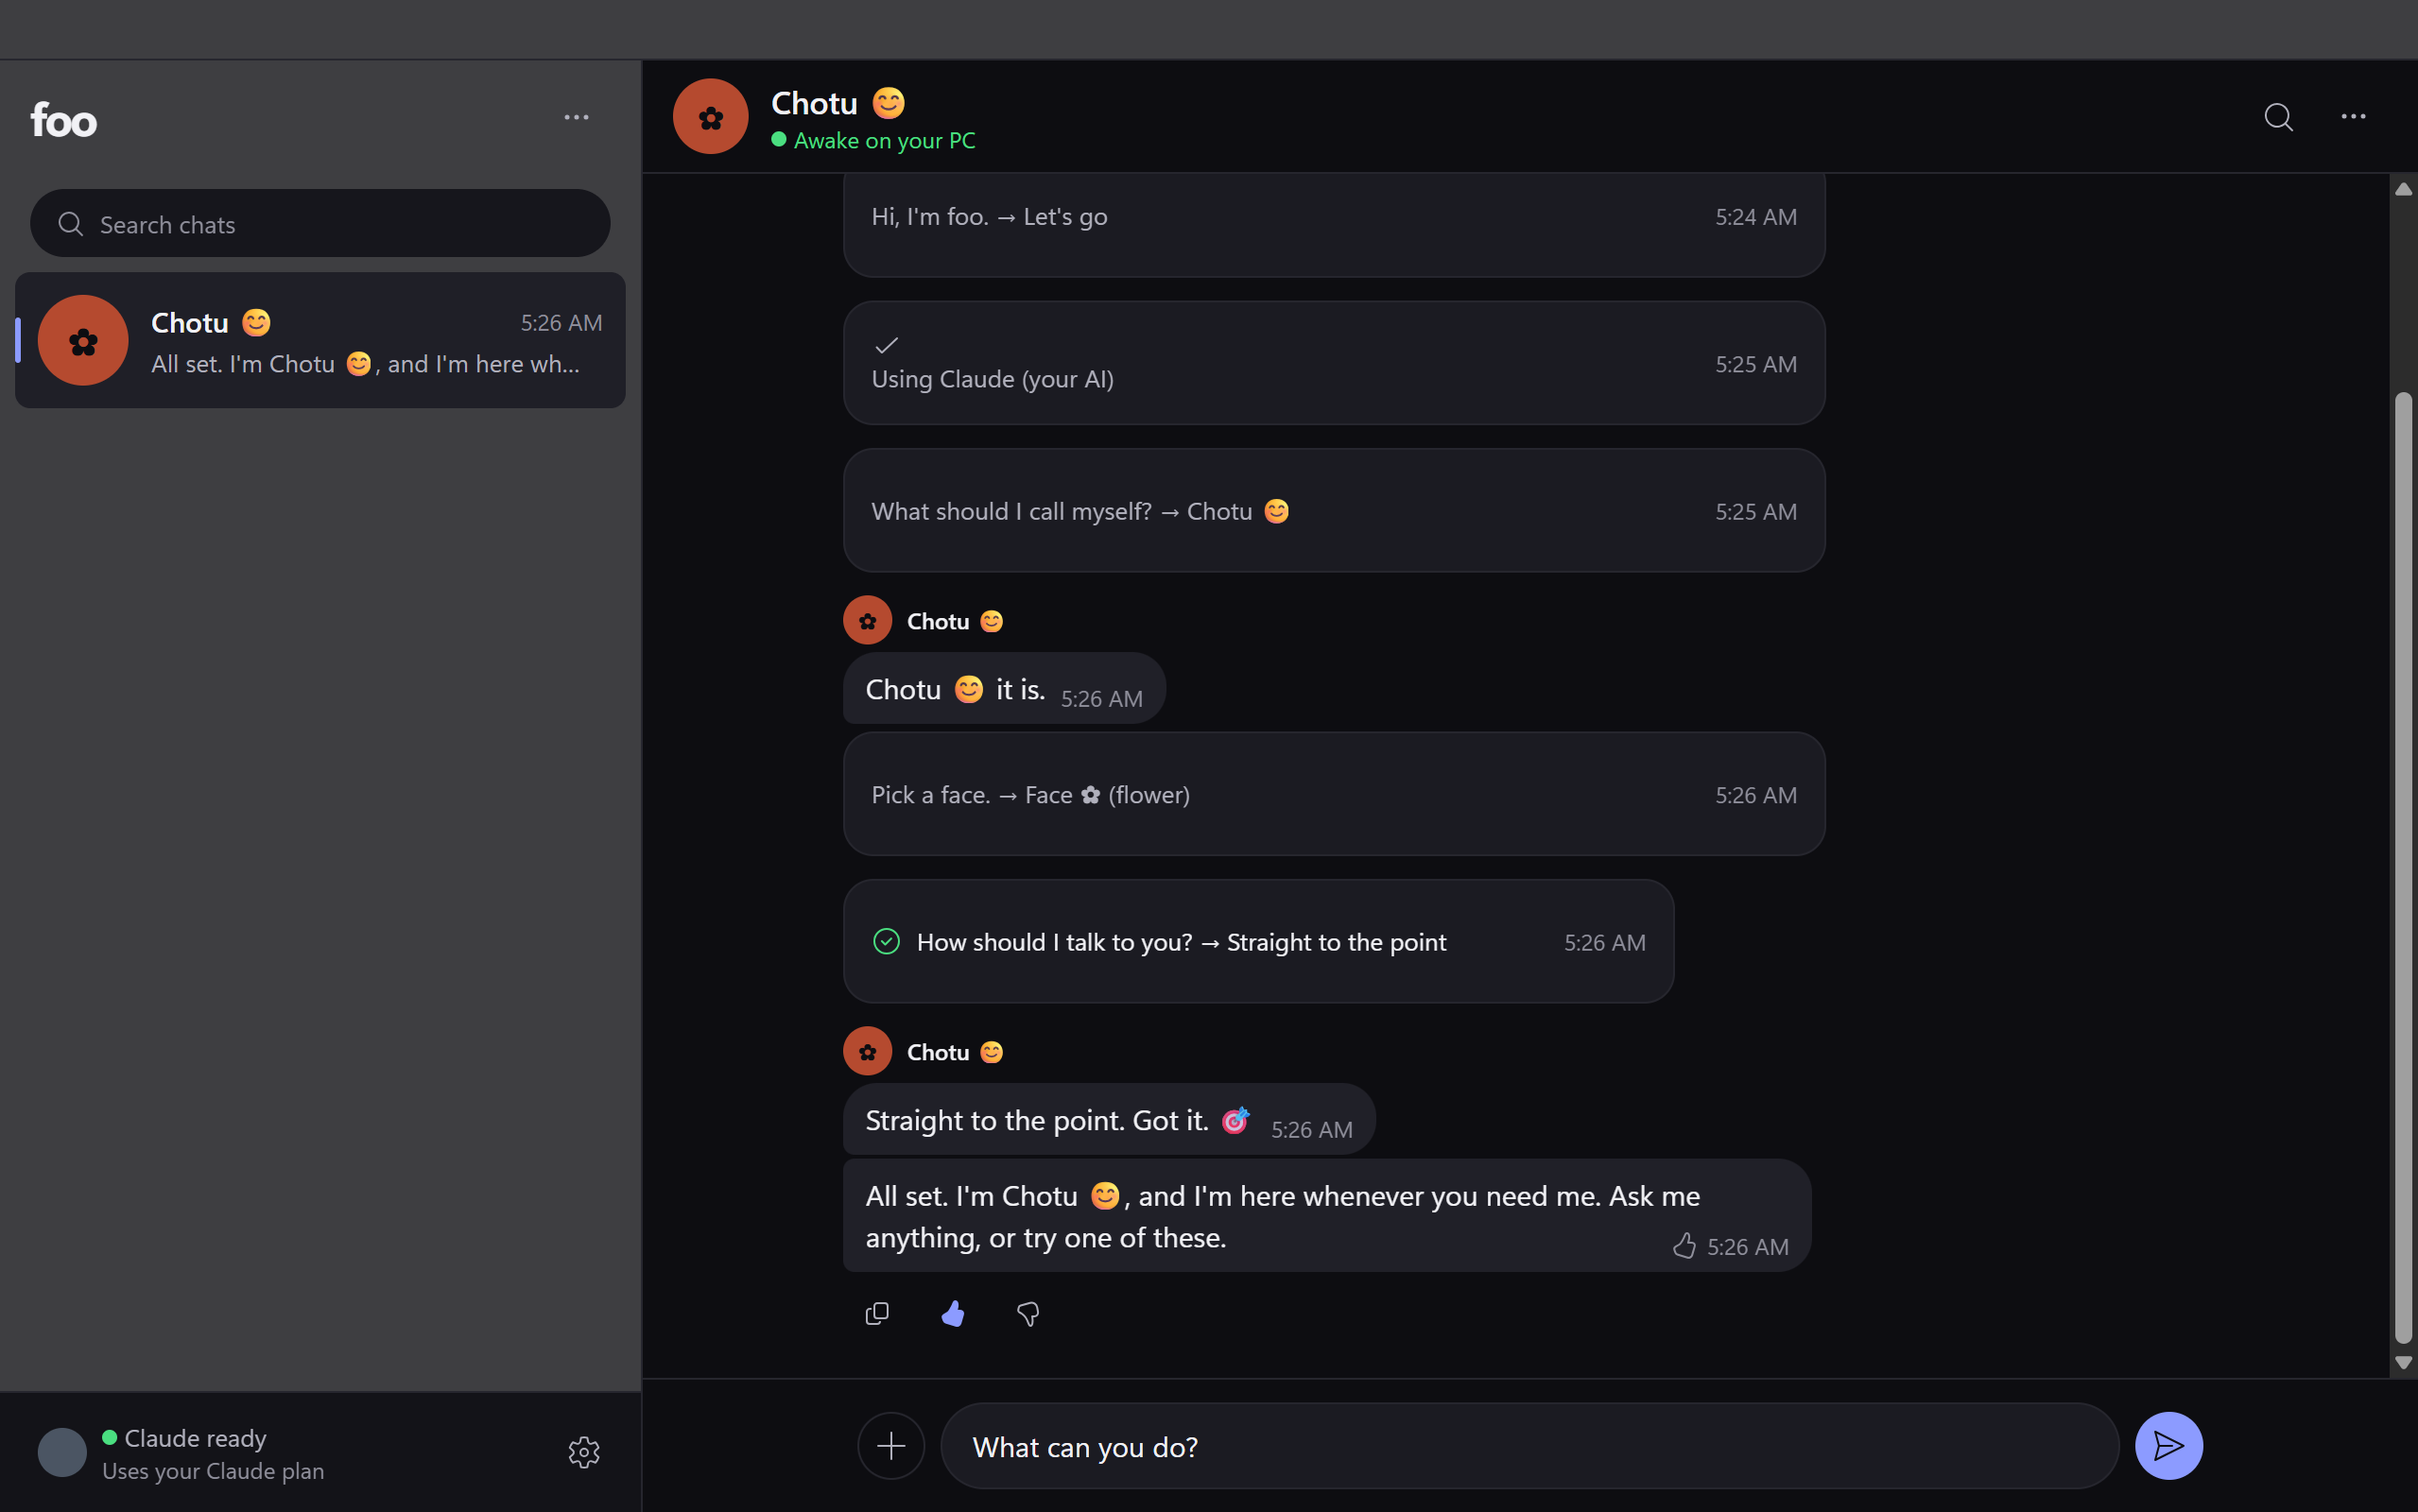 foo
Search chats
Chotu 😊
5:26 AM
All set. I'm Chotu 😊, and I'm here wh...
Claude ready
Uses your Claude plan
Chotu 😊
Awake on your PC
Hi, I'm foo. → Let's go
5:24 AM
Using Claude (your AI)
5:25 AM
What should I call myself? → Chotu 😊
5:25 AM
Chotu 😊
Chotu 😊 it is. 5:26 AM
Pick a face. → Face ✿ (flower)
5:26 AM
How should I talk to you? → Straight to the point
5:26 AM
Chotu 😊
Straight to the point. Got it. 🎯 5:26 AM
All set. I'm Chotu 😊, and I'm here whenever you need me. Ask me
anything, or try one of these.
5:26 AM
What can you do?